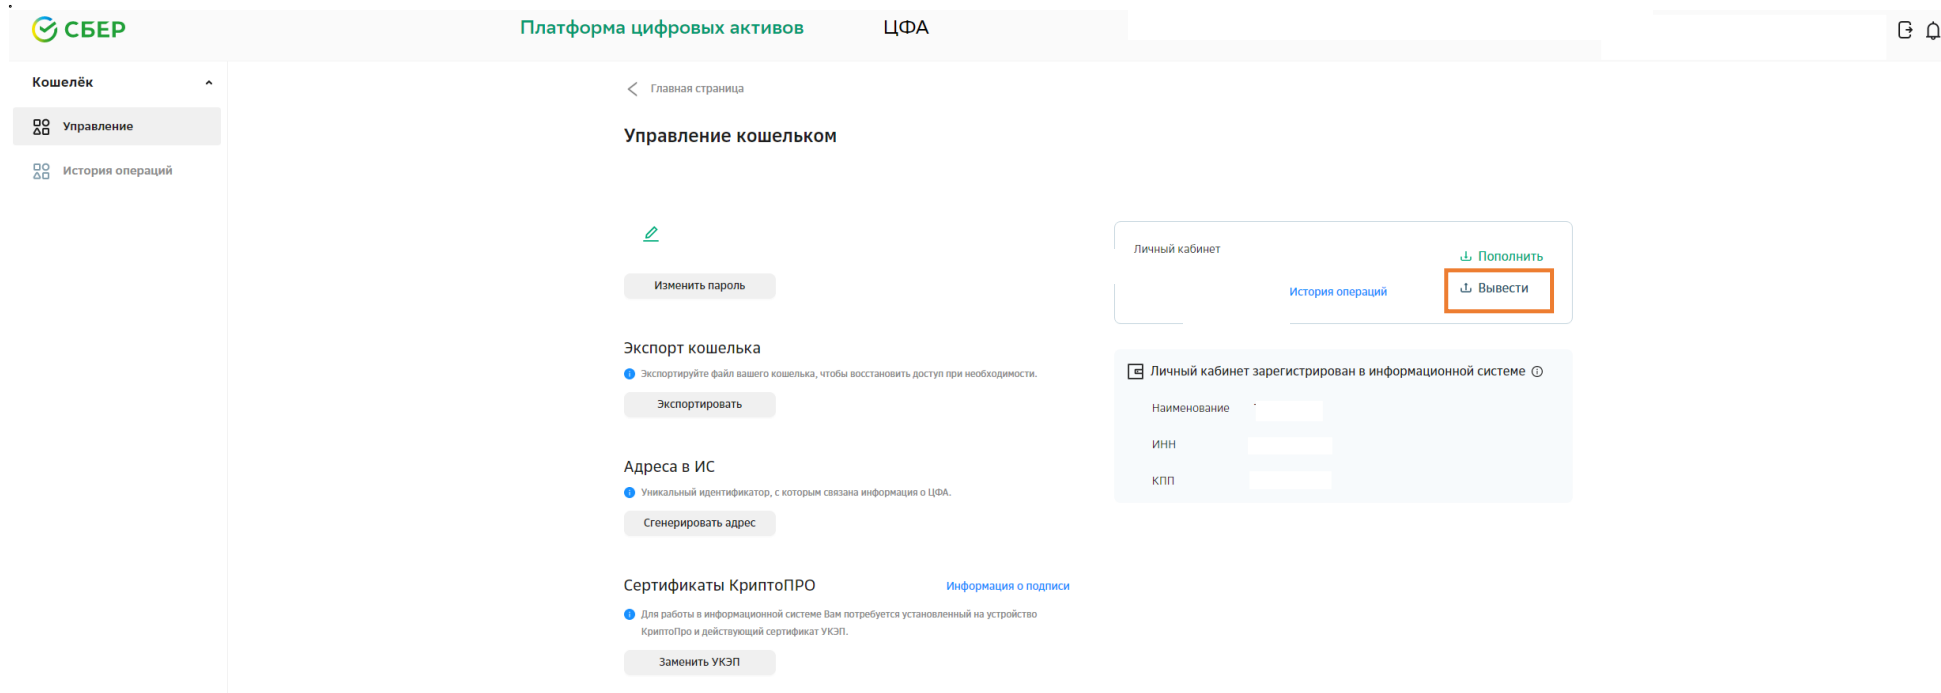 СБЕР
Платформа цифровых активов
ЦФА
Кошелёк
Управление
История операций
Главная страница
Управление кошельком
Изменить пароль
Экспорт кошелька
Экспортируйте файл вашего кошелька, чтобы восстановить доступ при необходимости.
Экспортировать
Адреса в ИС
Уникальный идентификатор, с которым связана информация о ЦФА.
Сгенерировать адрес
Сертификаты КриптоПРО
Информация о подписи
Для работы в информационной системе Вам потребуется установленный на устройство
КриптоПро и действующий сертификат УКЭП.
Заменить УКЭП
Личный кабинет
Пополнить
История операций
Вывести
Личный кабинет зарегистрирован в информационной системе
Наименование
ИНН
КПП